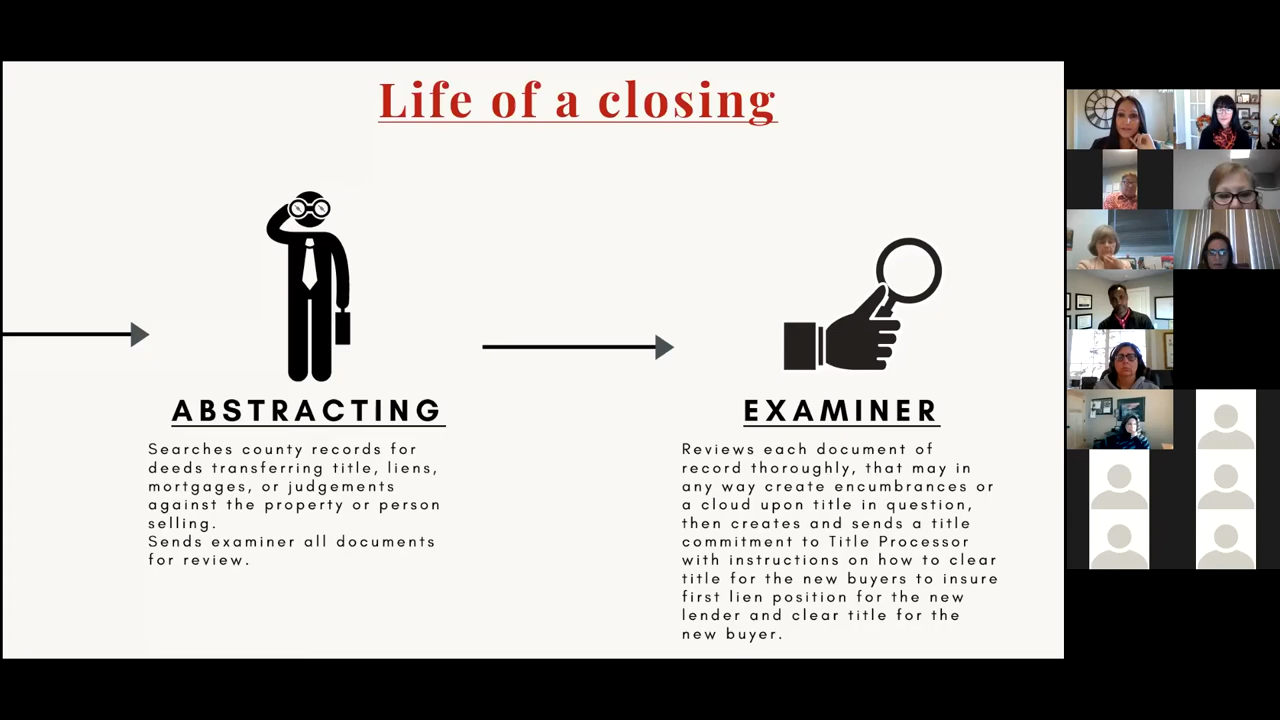 Life of a closing
ABSTRACTING
Searches county records for
deeds transferring title, liens,
mortgages, or judgements
against the property or person
selling.
Sends examiner all documents
for review.
EXAMINER
Reviews each document of
record thoroughly, that may in
any way create encumbrances or
a cloud upon title in question,
then creates and sends a title
commitment to Title Processor
with instructions on how to clear
title for the new buyers to insure
first lien position for the new
lender and clear title for the
new buyer.